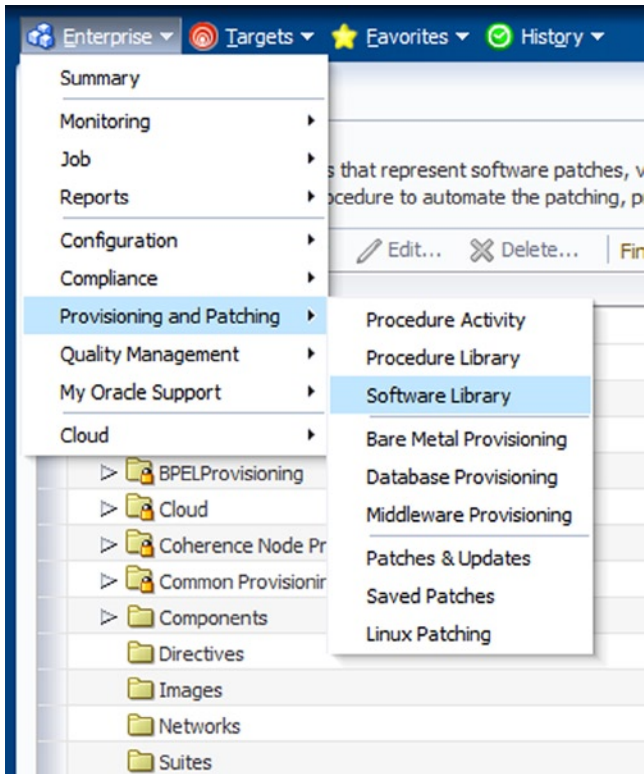 Enterprise Targets Favorites History
Summary
Monitoring
Job
Reports
Configuration
Compliance
Provisioning and Patching
Quality Management
My Oracle Support
Cloud
s that represent software patches, v
ocedure to automate the patching, p
Edit... Delete... Fin
Procedure Activity
Procedure Library
Software Library
Bare Metal Provisioning
Database Provisioning
Middleware Provisioning
Patches & Updates
Saved Patches
Linux Patching
BPELProvisioning
Cloud
Coherence Node Pr
Common Provisionir
Components
Directives
Images
Networks
Suites